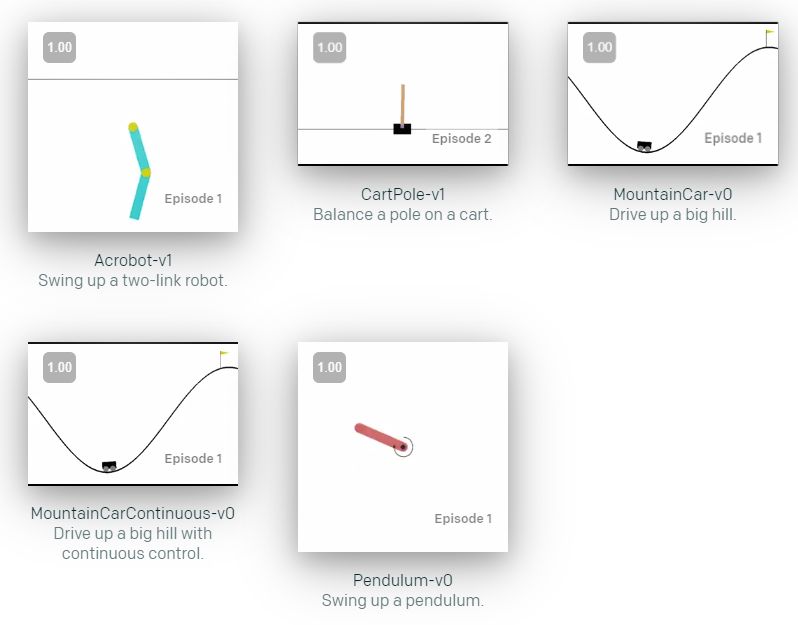 1.00
Episode 1
Acrobot-v1
Swing up a two-link robot.
1.00
Episode 2
CartPole-v1
Balance a pole on a cart.
1.00
Episode 1
MountainCar-v0
Drive up a big hill.
1.00
Episode 1
MountainCarContinuous-v0
Drive up a big hill with
continuous control.
1.00
Episode 1
Pendulum-v0
Swing up a pendulum.